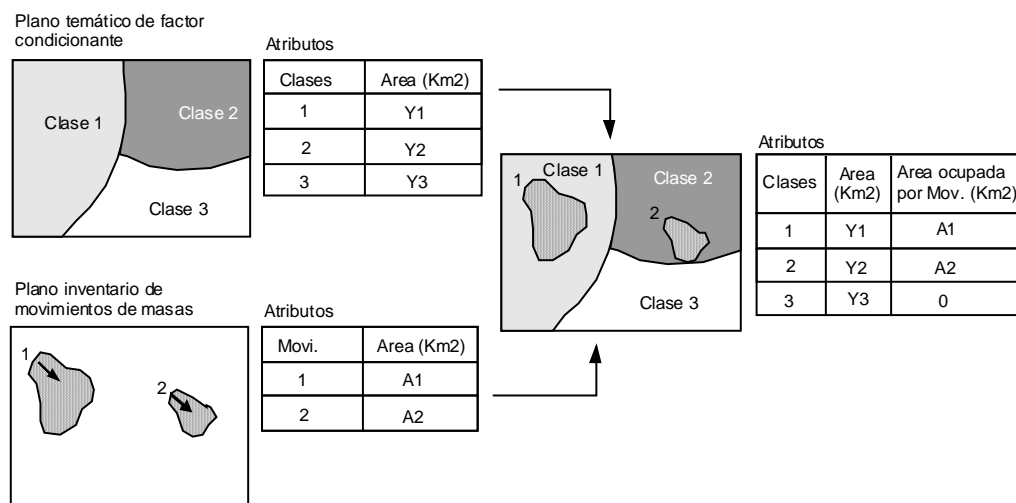 Plano temático de factor
condicionante
Clase 1
Clase 2
Clase 3
Atributos
Clases Area (Km2)
1 Y1
2 Y2
3 Y3
Plano inventario de
movimientos de masas
1
2
Atributos
Movi. Area (Km2)
1 A1
2 A2
1 Clase 1
Clase 2
2
Clase 3
Atributos
Clases Area (Km2) Area ocupada por Mov. (Km2)
1 Y1 A1
2 Y2 A2
3 Y3 0